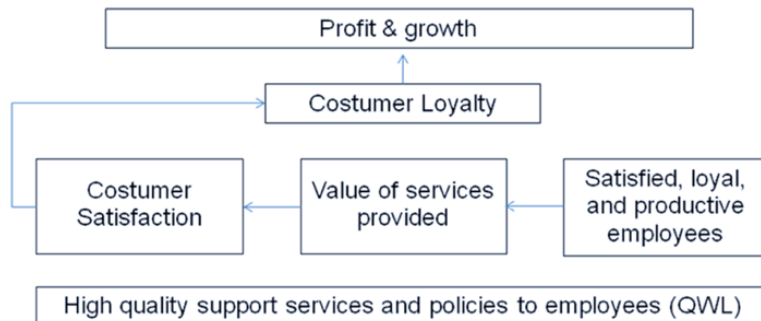 Profit & growth
Costumer Loyalty
Costumer
Satisfaction
Value of services
provided
Satisfied, loyal,
and productive
employees
High quality support services and policies to employees (QWL)